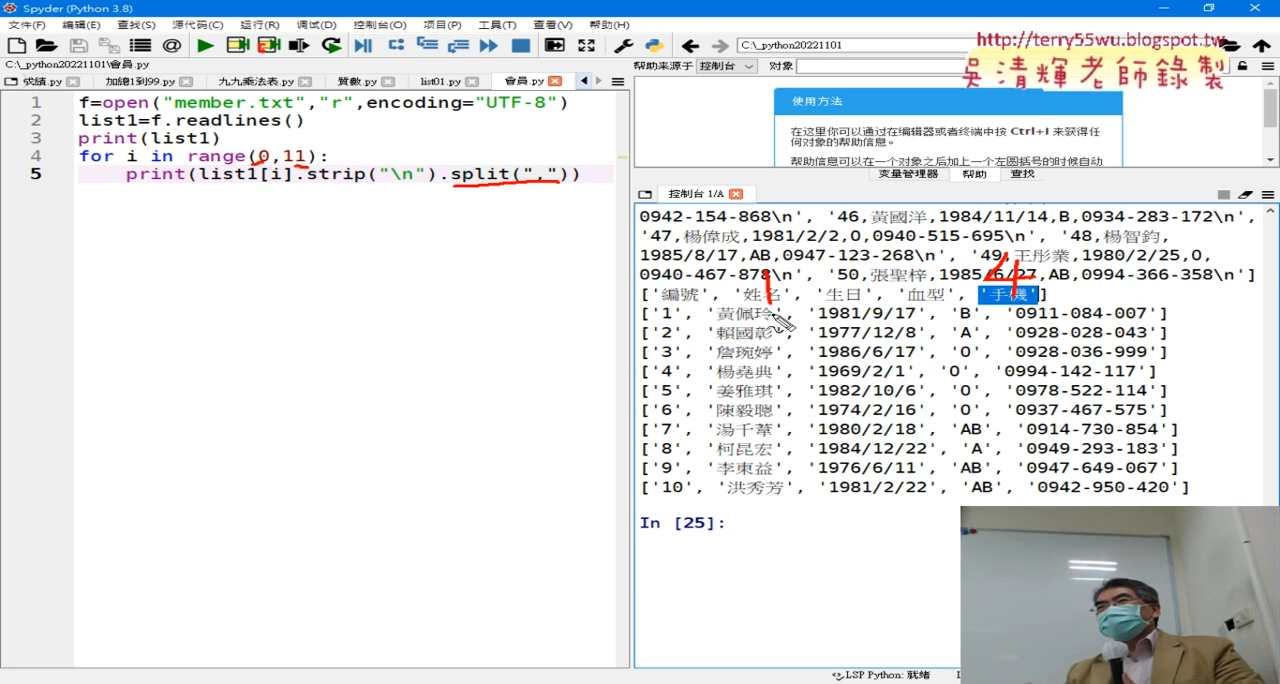 Spyder (Python 3.8)
文件(F) 编辑(E) 查找(S) 源代码(C) 运行(R) 调试(D) 控制台(O) 项目(P) 工具(T) 查看(V) 帮助(H)
C:\_python20221101
http://terry55wu.blogspot.tw
吳清輝老師錄製
C:\_python20221101\會員.py
帮助来源于 控制台 对象
成績.py 加總1到99.py 九九乘法表.py 質數.py list01.py 會員.py
1 f=open("member.txt","r",encoding="UTF-8")
2 list1=f.readlines()
3 print(list1)
4 for i in range(0,11):
5 print(list1[i].strip("\n").split(","))
使用方法
在这里你可以通过在编辑器或者终端中按 Ctrl+I 来获得任
何对象的帮助信息。
帮助信息可以在一个对象之后加上一个左圆括号的时候自动
变量管理器 帮助 查找
控制台 1/A
0942-154-868\n', '46,黃國洋,1984/11/14,B,0934-283-172\n',
'47,楊偉成,1981/2/2,O,0940-515-695\n', '48,楊智鈞,
1985/8/17,AB,0947-123-268\n', '49,王彤業,1980/2/25,O,
0940-467-878\n', '50,張聖梓,1985/6/27,AB,0994-366-358\n']
1 4
['編號', '姓名', '生日', '血型', '手機']
['1', '黃佩玲', '1981/9/17', 'B', '0911-084-007']
['2', '賴國彰', '1977/12/8', 'A', '0928-028-043']
['3', '詹琬婷', '1986/6/17', 'O', '0928-036-999']
['4', '楊堯典', '1969/2/1', 'O', '0994-142-117']
['5', '姜雅琪', '1982/10/6', 'O', '0978-522-114']
['6', '陳毅聰', '1974/2/16', 'O', '0937-467-575']
['7', '湯千葦', '1980/2/18', 'AB', '0914-730-854']
['8', '柯昆宏', '1984/12/22', 'A', '0949-293-183']
['9', '李東益', '1976/6/11', 'AB', '0947-649-067']
['10', '洪秀芳', '1981/2/22', 'AB', '0942-950-420']
In [25]:
LSP Python: 就绪